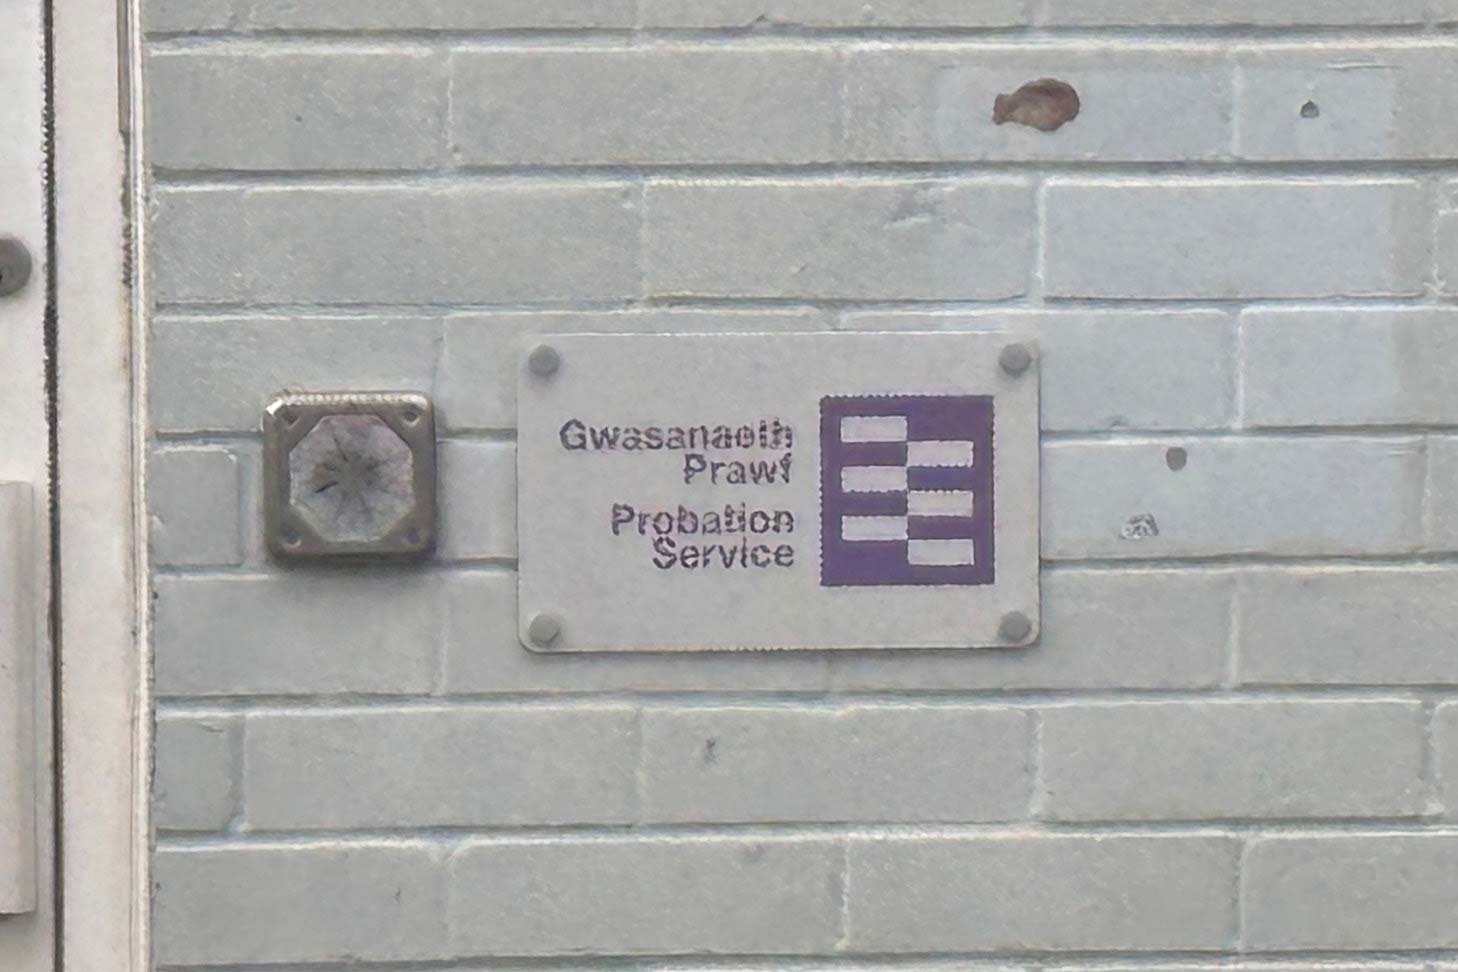 Gwasanaeth
Prawf
Probation
Service